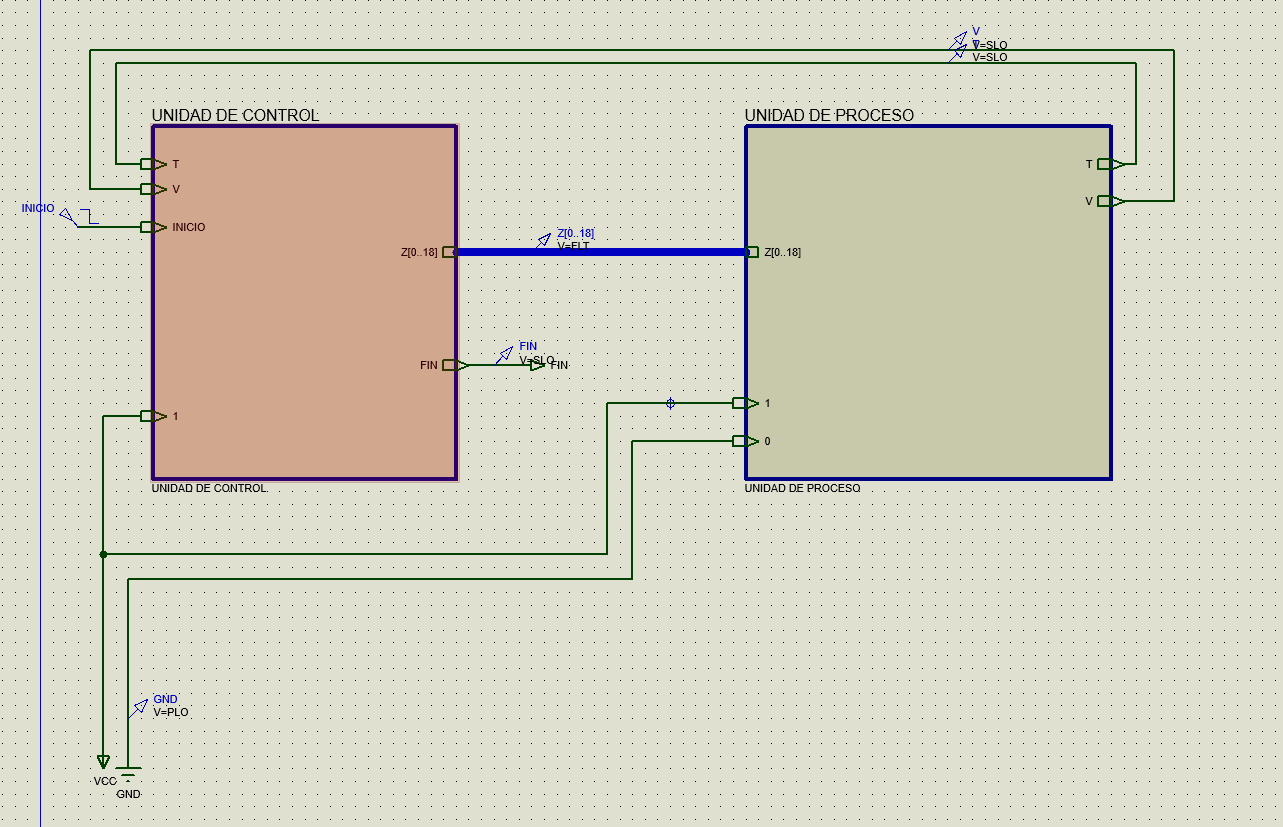 V
V=SLO
V=SLO
UNIDAD DE CONTROL
UNIDAD DE PROCESO
T
T
V
V
INICIO
INICIO
Z[0..18]
Z[0..18]
V=FLT
Z[0..18]
FIN
FIN
V=SLO
FIN
1
1
0
UNIDAD DE CONTROL
UNIDAD DE PROCESO
GND
V=PLO
VCC
GND